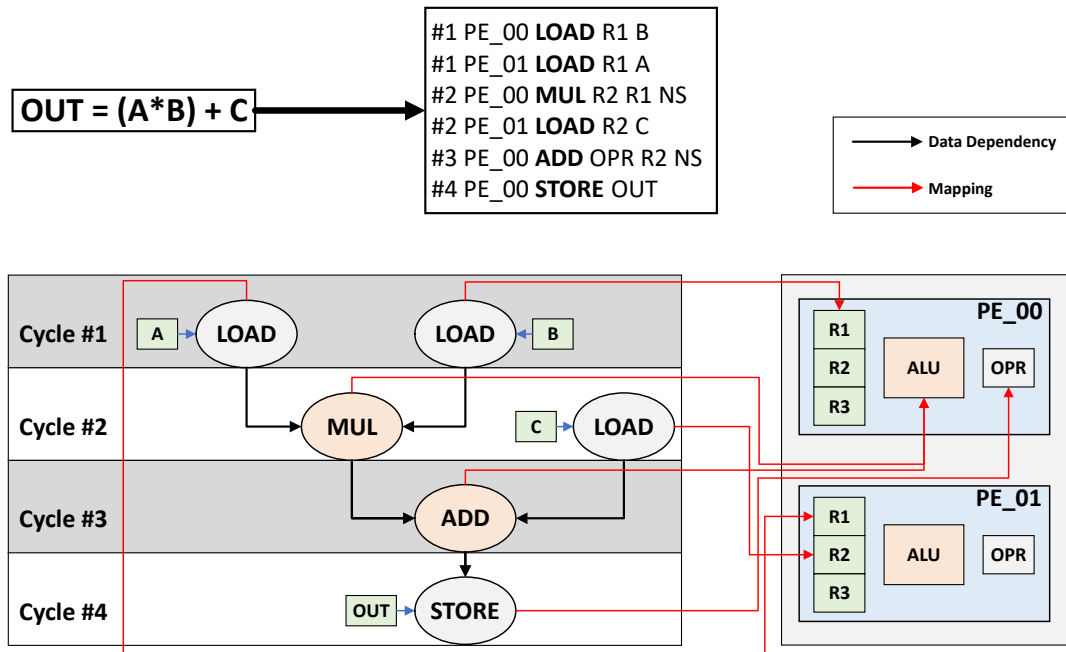 #1 PE_00 LOAD R1 B
#1 PE_01 LOAD R1 A
#2 PE_00 MUL R2 R1 NS
#2 PE_01 LOAD R2 C
#3 PE_00 ADD OPR R2 NS
#4 PE_00 STORE OUT
OUT = (A*B) + C
Data Dependency
Mapping
Cycle #1
A
LOAD
LOAD
B
Cycle #2
MUL
C
LOAD
Cycle #3
ADD
Cycle #4
OUT
STORE
PE_00
R1
R2
R3
ALU
OPR
PE_01
R1
R2
R3
ALU
OPR